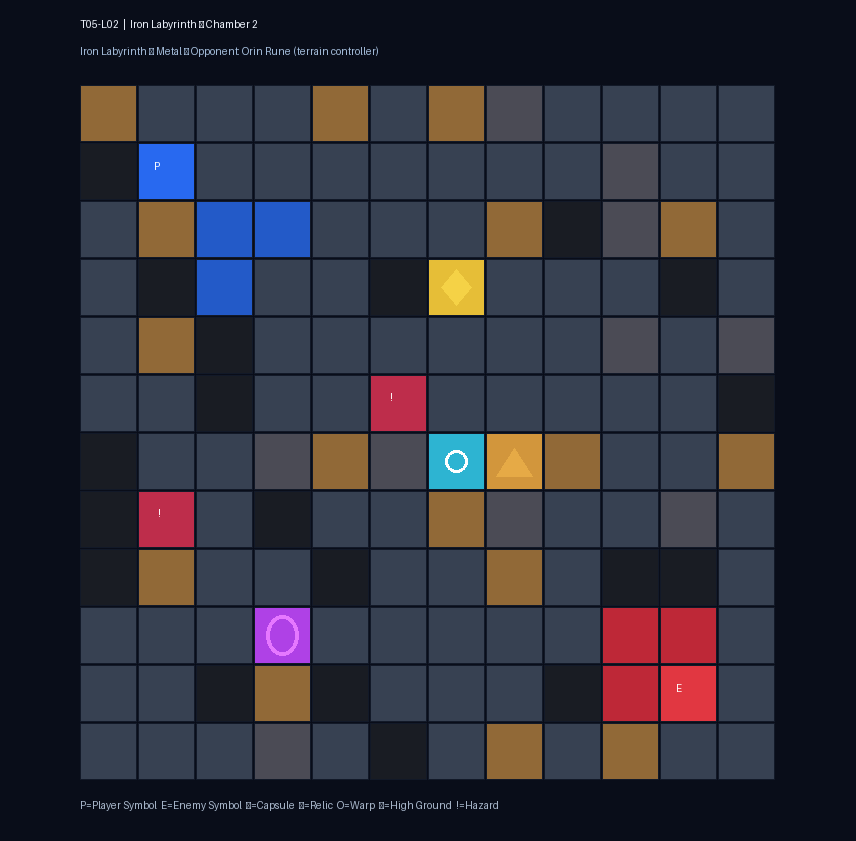 T05-L02 | Iron Labyrinth □ Chamber 2
Iron Labyrinth □ Metal □ Opponent: Orin Rune (terrain controller)
P
!
!
E
P=Player Symbol E=Enemy Symbol □=Capsule □=Relic O=Warp □=High Ground !=Hazard